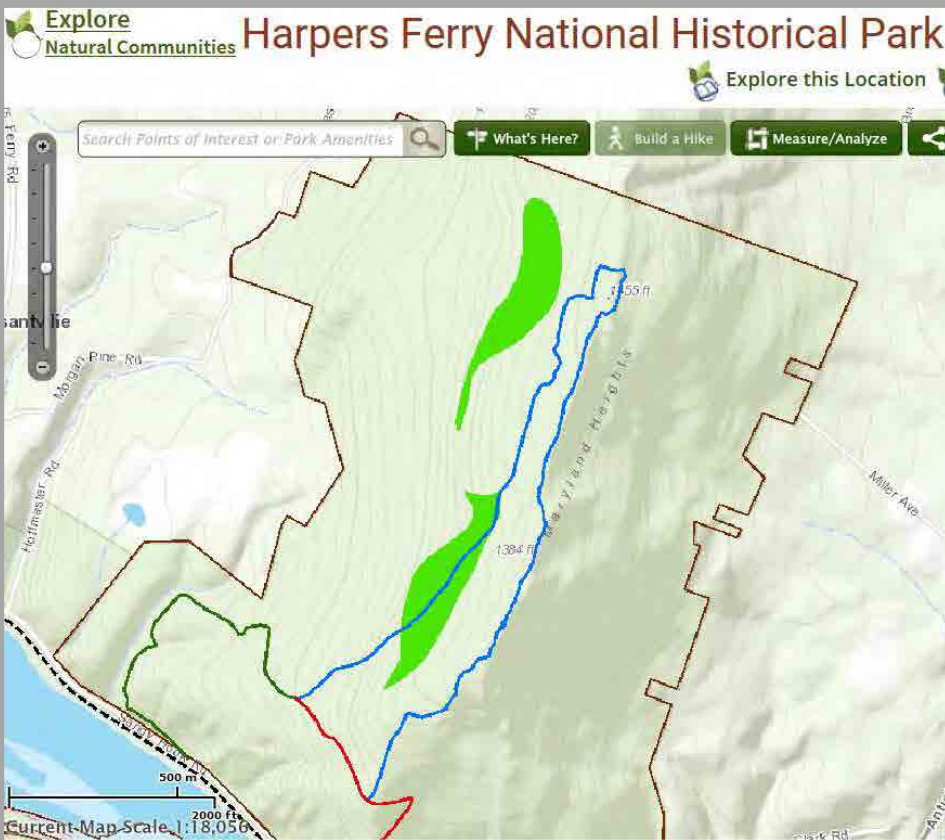 Explore
Natural Communities
Harpers Ferry National Historical Park
Explore this Location
Search Points of Interest or Park Amenities
What's Here?
Build a Hike
Measure/Analyze
Ferry Rd
Morgan Pine Rd
Hoffmaster Rd
Maryland Heights
1384 ft
Miller Ave
500 m
2000 ft
Current Map Scale 1:18,056